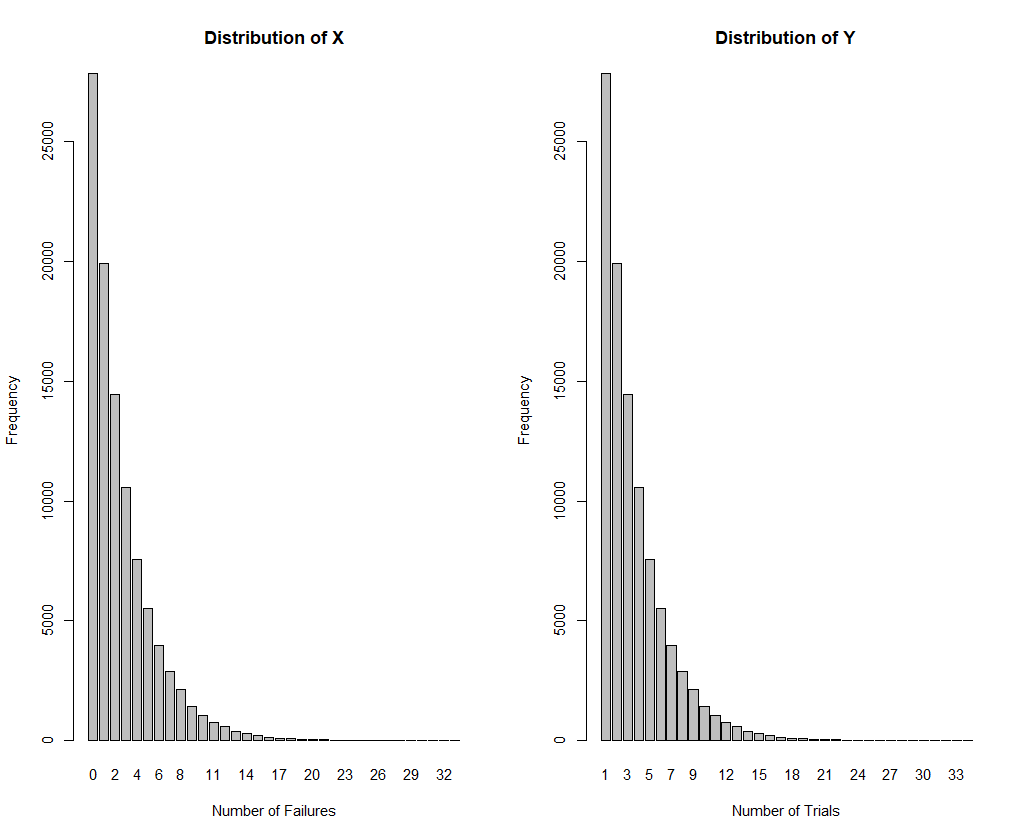 Distribution of X
Frequency
25000
20000
15000
10000
5000
0
0 2 4 6 8 11 14 17 20 23 26 29 32
Number of Failures
Distribution of Y
Frequency
25000
20000
15000
10000
5000
0
1 3 5 7 9 12 15 18 21 24 27 30 33
Number of Trials